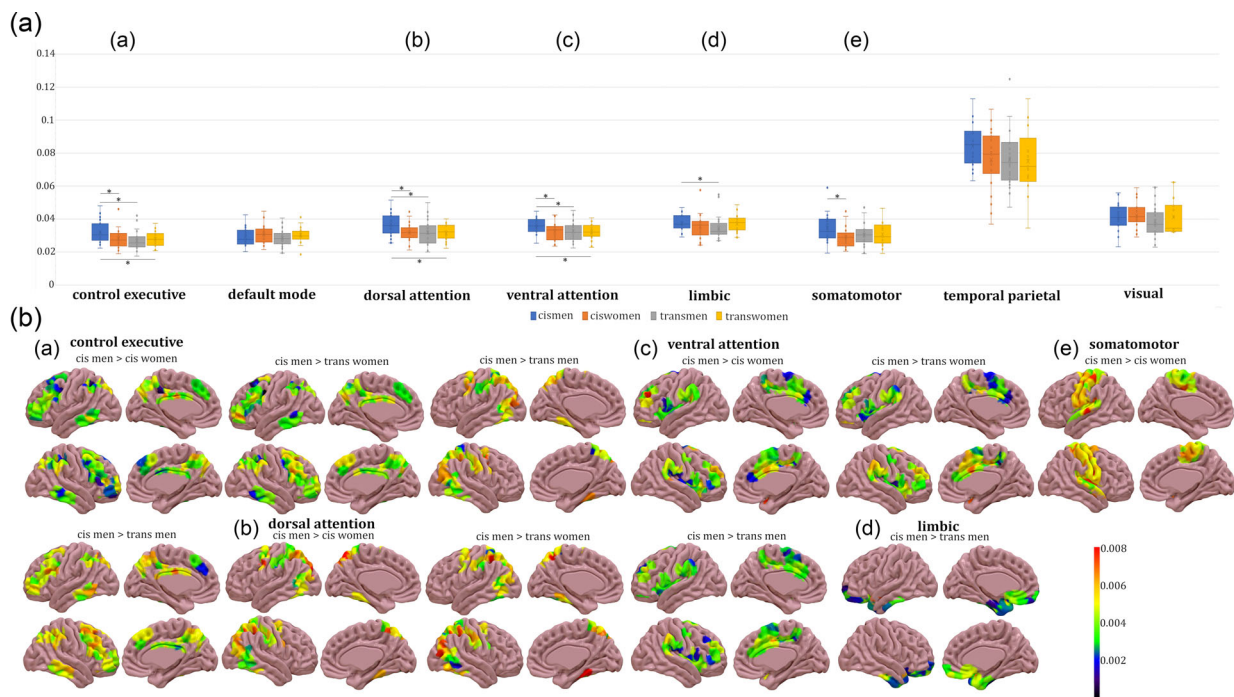 (a)
(a) (b) (c) (d) (e)
0.14
0.12
0.1
0.08
0.06
0.04
0.02
0
* * *
* * *
* * *
*
*
control executive default mode dorsal attention ventral attention limbic somatomotor temporal parietal visual
cismen ciswomen transmen transwomen
(b)
(a) control executive
cis men > cis women cis men > trans women cis men > trans men
(c) ventral attention
cis men > cis women cis men > trans women
(e) somatomotor
cis men > cis women
cis men > trans men
(b) dorsal attention
cis men > cis women cis men > trans women cis men > trans men
(d) limbic
cis men > trans men
0.008
0.006
0.004
0.002